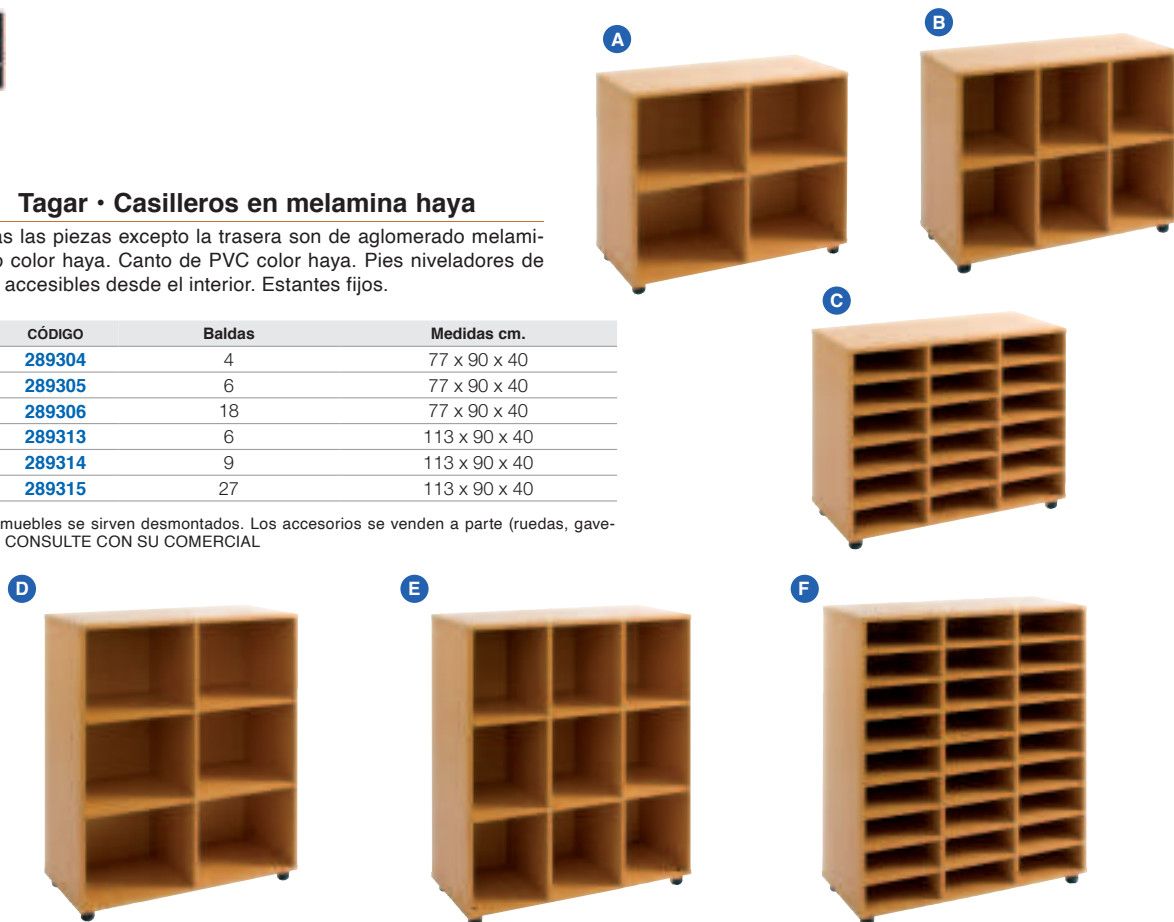 A
B
Tagar • Casilleros en melamina haya
las piezas excepto la trasera son de aglomerado melami-
color haya. Canto de PVC color haya. Pies niveladores de
accesibles desde el interior. Estantes fijos.
C
CÓDIGO Baldas Medidas cm.
289304 4 77 x 90 x 40
289305 6 77 x 90 x 40
289306 18 77 x 90 x 40
289313 6 113 x 90 x 40
289314 9 113 x 90 x 40
289315 27 113 x 90 x 40
muebles se sirven desmontados. Los accesorios se venden a parte (ruedas, gave-
CONSULTE CON SU COMERCIAL
D
E
F